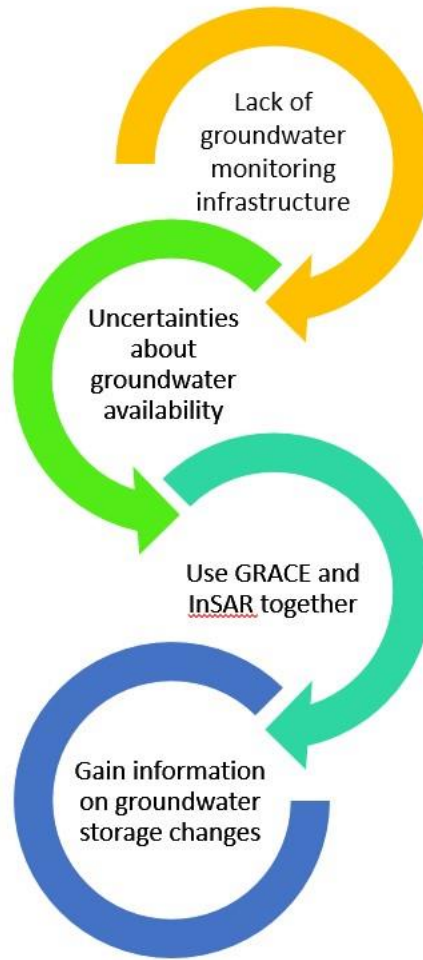 Lack of
groundwater
monitoring
infrastructure
Uncertainties
about
groundwater
availability
Use GRACE and
InSAR together
Gain information
on groundwater
storage changes